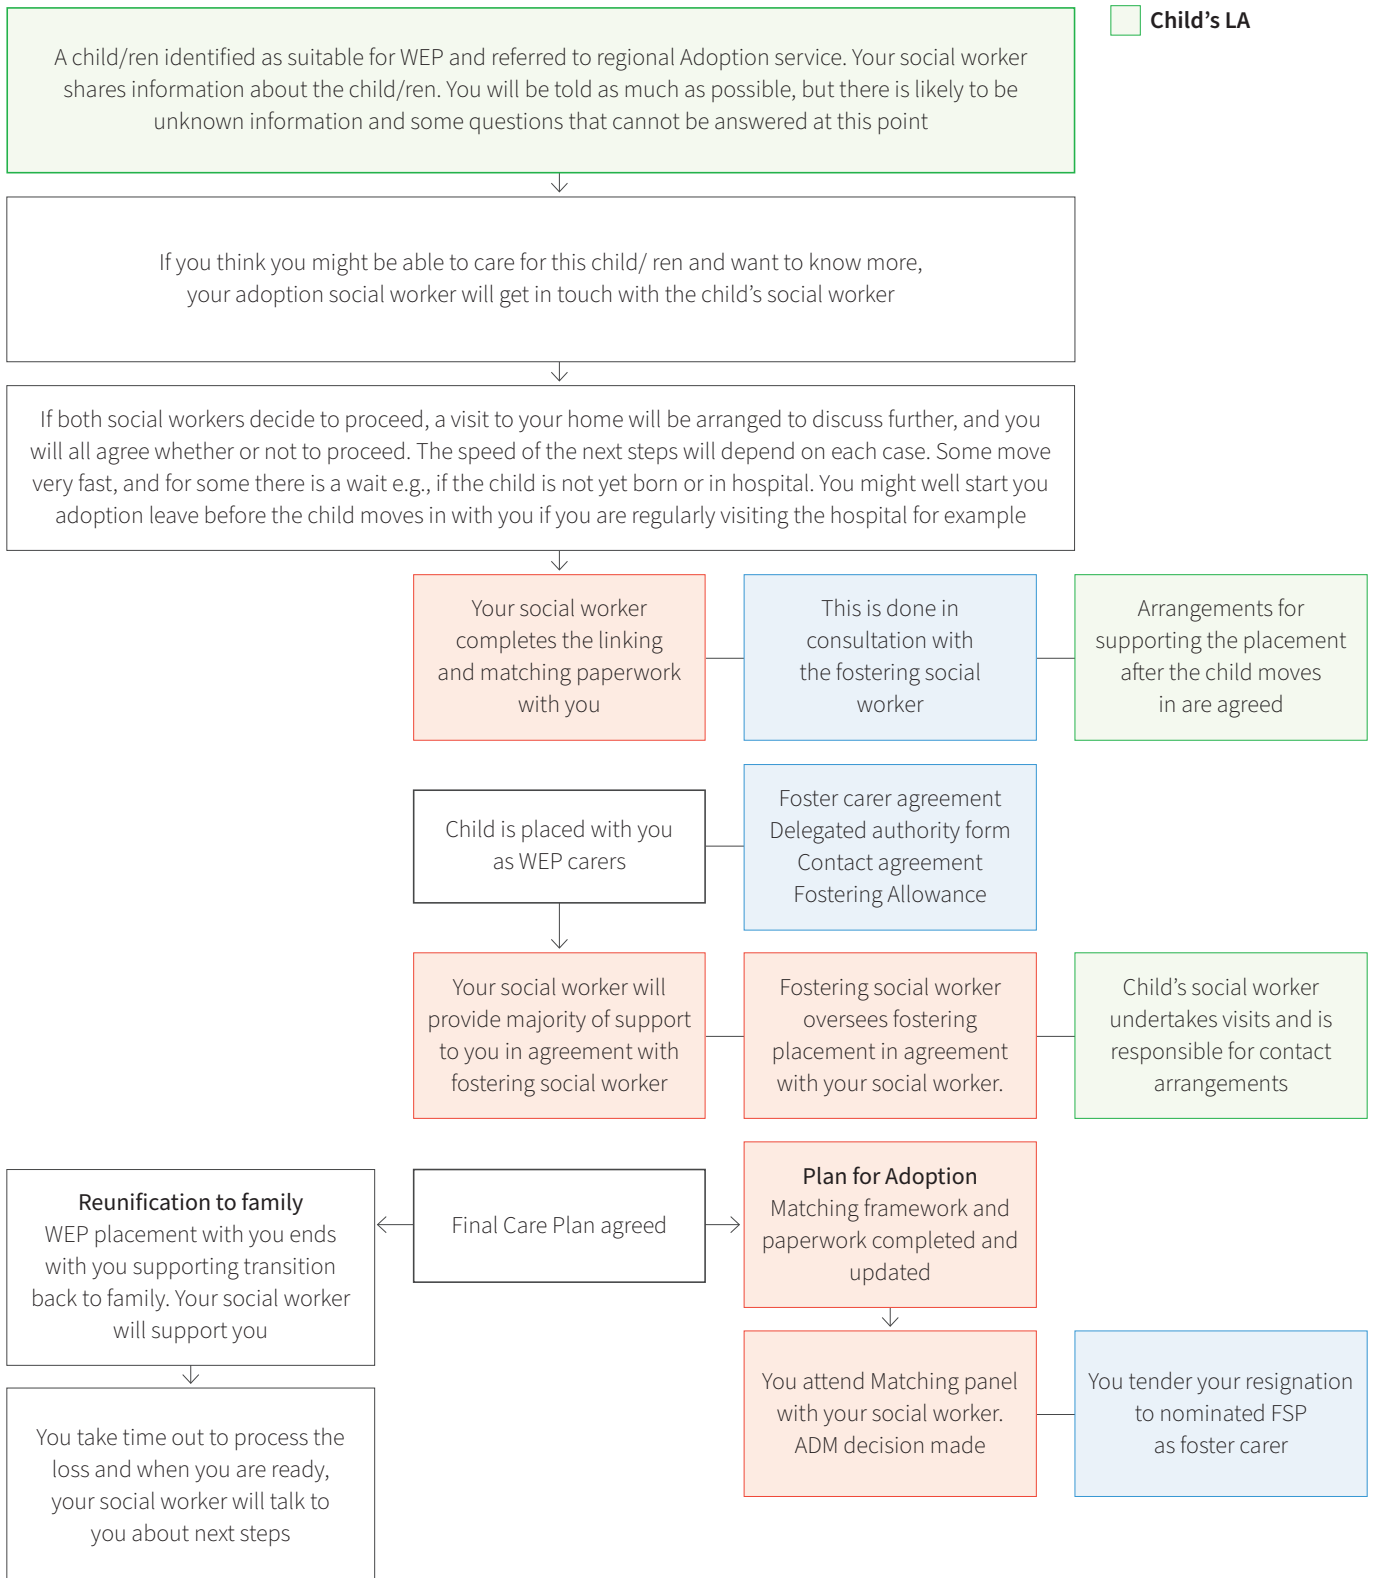 Child’s LA
A child/ren identified as suitable for WEP and referred to regional Adoption service. Your social worker
shares information about the child/ren. You will be told as much as possible, but there is likely to be
unknown information and some questions that cannot be answered at this point
If you think you might be able to care for this child/ ren and want to know more,
your adoption social worker will get in touch with the child’s social worker
If both social workers decide to proceed, a visit to your home will be arranged to discuss further, and you
will all agree whether or not to proceed. The speed of the next steps will depend on each case. Some move
very fast, and for some there is a wait e.g., if the child is not yet born or in hospital. You might well start you
adoption leave before the child moves in with you if you are regularly visiting the hospital for example
Your social worker
completes the linking
and matching paperwork
with you
This is done in
consultation with
the fostering social
worker
Arrangements for
supporting the placement
after the child moves
in are agreed
Child is placed with you
as WEP carers
Foster carer agreement
Delegated authority form
Contact agreement
Fostering Allowance
Your social worker will
provide majority of support
to you in agreement with
fostering social worker
Fostering social worker
oversees fostering
placement in agreement
with your social worker.
Child’s social worker
undertakes visits and is
responsible for contact
arrangements
Reunification to family
WEP placement with you ends
with you supporting transition
back to family. Your social worker
will support you
Final Care Plan agreed
Plan for Adoption
Matching framework and
paperwork completed and
updated
You take time out to process the
loss and when you are ready,
your social worker will talk to
you about next steps
You attend Matching panel
with your social worker.
ADM decision made
You tender your resignation
to nominated FSP
as foster carer